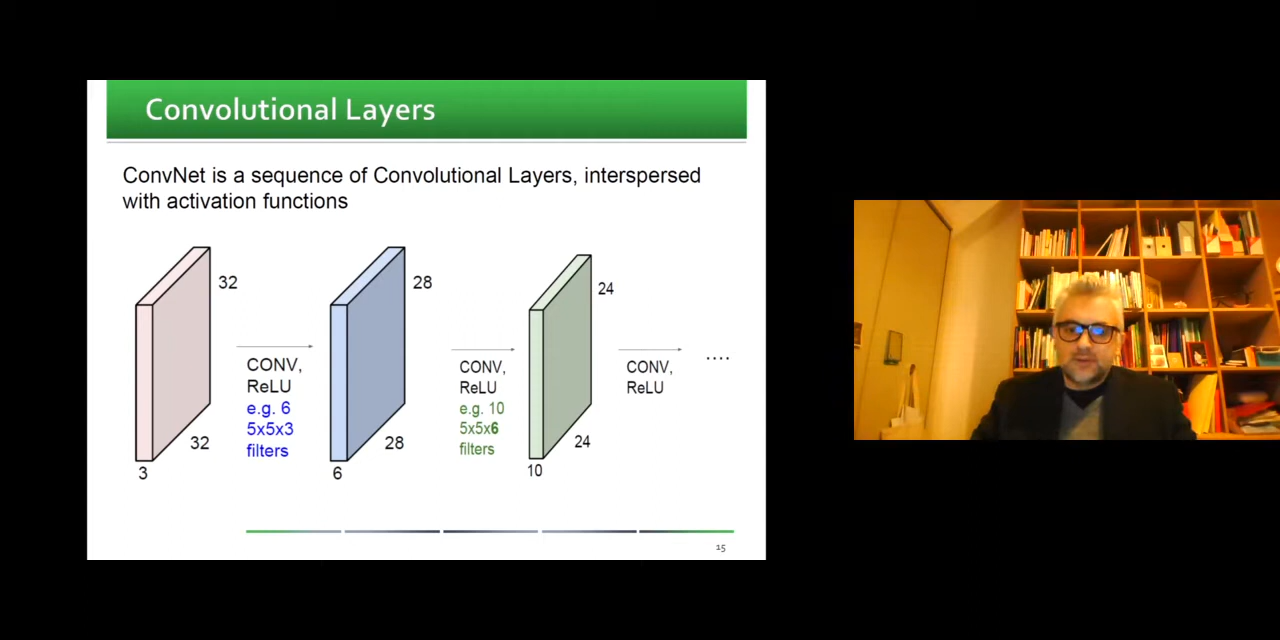 Convolutional Layers
ConvNet is a sequence of Convolutional Layers, interspersed
with activation functions
32
32
3
CONV,
ReLU
e.g. 6
5x5x3
filters
28
28
6
CONV,
ReLU
e.g. 10
5x5x6
filters
24
24
10
CONV,
ReLU
....
15